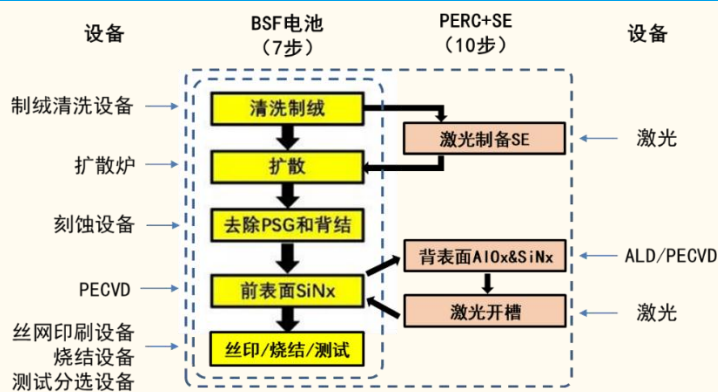 设备
BSF电池
（7步）
PERC+SE
（10步）
设备
制绒清洗设备
清洗制绒
激光制备SE
激光
扩散炉
扩散
刻蚀设备
去除PSG和背结
背表面AlOx&SiNx
ALD/PECVD
PECVD
前表面SiNx
激光开槽
激光
丝网印刷设备
烧结设备
测试分选设备
丝印/烧结/测试